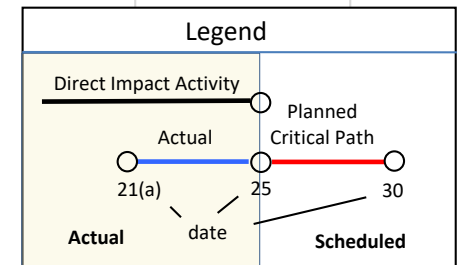 Legend
Direct Impact Activity
Planned
Actual Critical Path
21(a) 25 30
date
Actual Scheduled